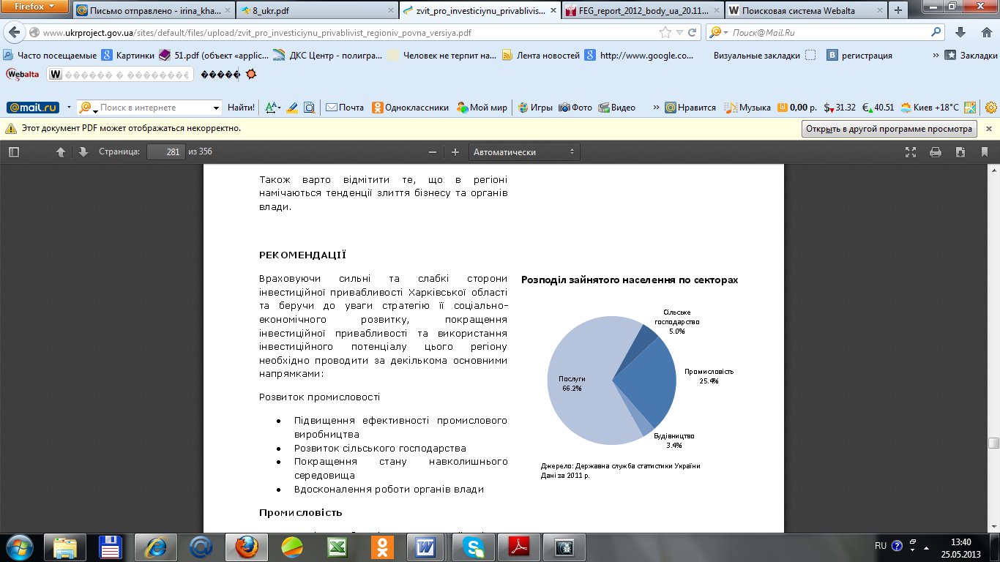 Firefox
Письмо отправлено - irina_kha...
8_ukr.pdf
zvit_pro_investiciynu_privablivis...
FEG_report_2012_body_ua_20.11...
W Поисковая система Webalta
www.ukrproject.gov.ua/sites/default/files/upload/zvit_pro_investiciynu_privablivist_regioniv_povna_versiya.pdf
Поиск@Mail.Ru
Часто посещаемые
Картинки
51.pdf (объект «applic...
ДКС Центр - полигра...
Человек не терпит на...
Лента новостей
http://www.google.co...
Визуальные закладки
В регистрация
»
Закладки
Webalta
W ������ � ��������
�����
@mail.ru
Поиск в интернете
Найти!
Почта
Одноклассники
Мой мир
Игры
Фото
Видео
»
Нравится
Музыка
0,00 р.
$ 31.32
€ 40.51
Киев +18°C
Этот документ PDF может отображаться некорректно.
Открыть в другой программе просмотра
Страница: 281 из 356
Автоматически
Також варто відмітити те, що в регіоні
намічаються тенденції злиття бізнесу та органів
влади.
РЕКОМЕНДАЦІЇ
Враховуючи сильні та слабкі сторони
інвестиційної привабливості Харківської області
та беручи до уваги стратегію її соціально-
економічного розвитку, покращення
інвестиційної привабливості та використання
інвестиційного потенціалу цього регіону
необхідно проводити за декількома основними
напрямками:
Розвиток промисловості
• Підвищення ефективності промислового
виробництва
• Розвиток сільського господарства
• Покращення стану навколишнього
середовища
• Вдосконалення роботи органів влади
Промисловість
Розподіл зайнятого населення по секторах
Сільське
господарство
5.0%
Промисловість
25.4%
Послуги
66.2%
Будівництво
3.4%
Джерело: Державна служба статистики України
Дані за 2011 р.
RU
13:40
25.05.2013